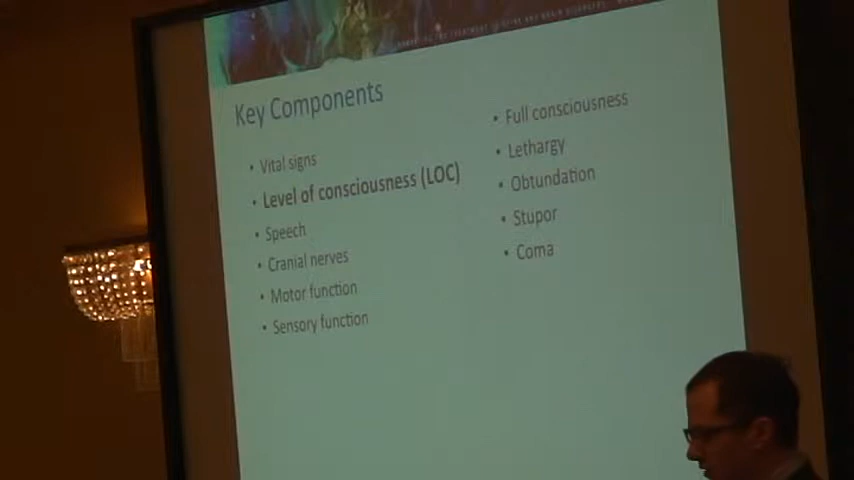 Key Components
• Vital signs
• Level of consciousness (LOC)
• Speech
• Cranial nerves
• Motor function
• Sensory function
• Full consciousness
• Lethargy
• Obtundation
• Stupor
• Coma